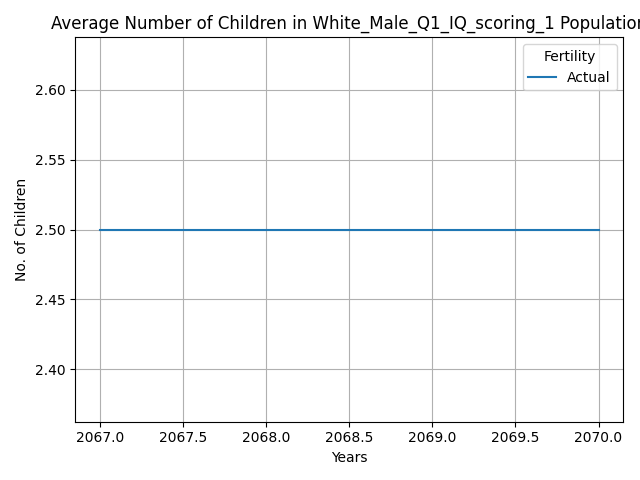 Average Number of Children in White_Male_Q1_IQ_scoring_1 Population
Fertility
Actual
2.60
2.55
2.50
2.45
2.40
No. of Children
2067.0 2067.5 2068.0 2068.5 2069.0 2069.5 2070.0
Years